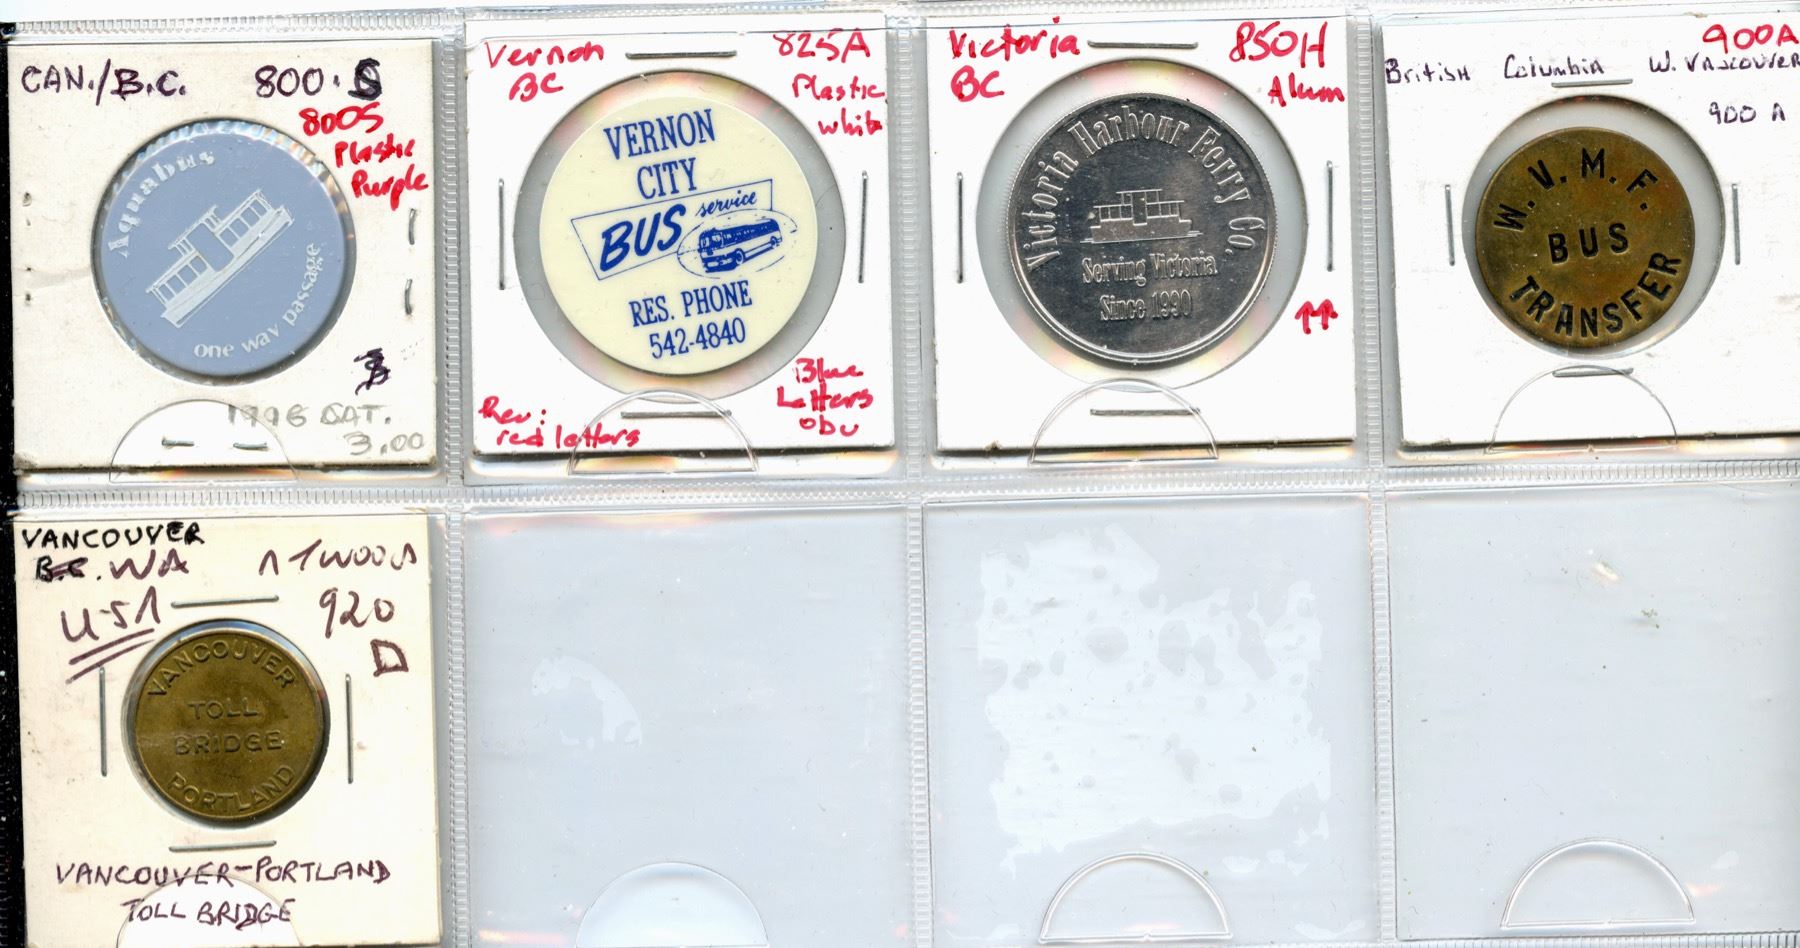 CAN./B.C. 800.S
800S
Plastic
Purple
Aquabus
one way passage
1996 CAT.
3.00
Vernon
BC
825A
Plastic
white
VERNON
CITY
BUS service
RES. PHONE
542-4840
Rev:
red letters
Blue
Letters
obv
Victoria
BC
850H
Alum
Victoria Harbour Ferry Co.
Serving Victoria
Since 1990
900A
British Columbia W. VANCOUVER
900 A
W. V. M. F.
BUS
TRANSFER
VANCOUVER
B.C. WA
USA
ATWOOD
920
D
VANCOUVER
TOLL
BRIDGE
PORTLAND
VANCOUVER-PORTLAND
TOLL BRIDGE